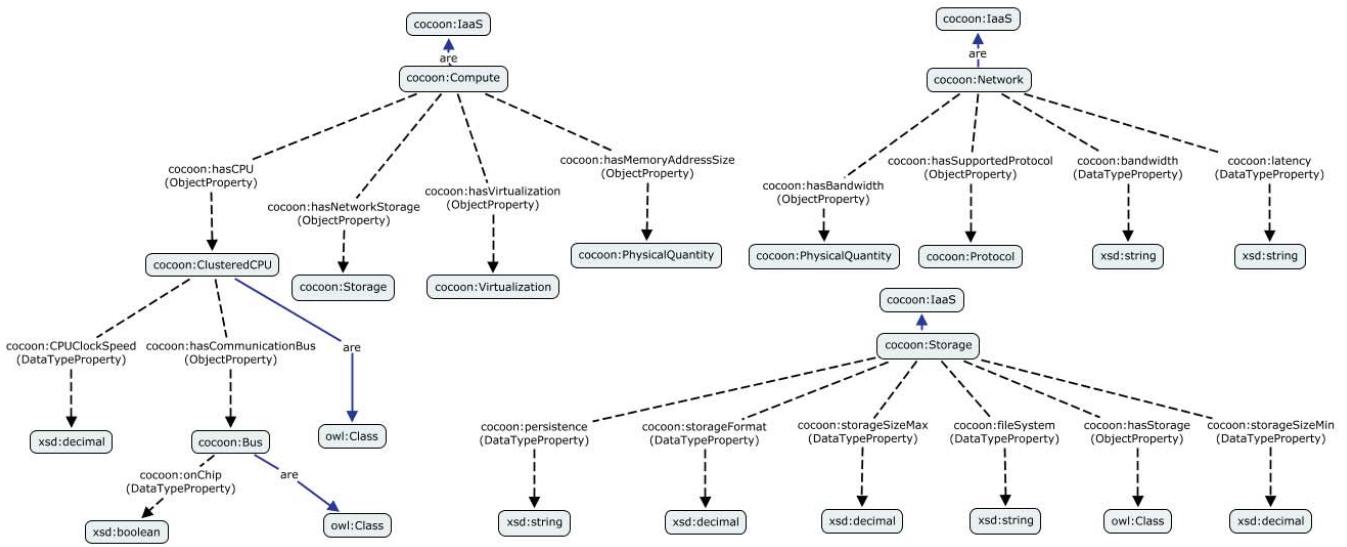 cocoon:IaaS
are
cocoon:Compute
cocoon:hasCPU
(ObjectProperty)
cocoon:hasNetworkStorage
(ObjectProperty)
cocoon:hasVirtualization
(ObjectProperty)
cocoon:hasMemoryAddressSize
(ObjectProperty)
cocoon:ClusteredCPU
cocoon:Storage
cocoon:Virtualization
cocoon:PhysicalQuantity
cocoon:CPUClockSpeed
(DataTypeProperty)
cocoon:hasCommunicationBus
(ObjectProperty)
are
xsd:decimal
cocoon:Bus
owl:Class
cocoon:onChip
(DataTypeProperty)
are
xsd:boolean
owl:Class
cocoon:IaaS
are
cocoon:Network
cocoon:hasBandwidth
(ObjectProperty)
cocoon:hasSupportedProtocol
(ObjectProperty)
cocoon:bandwidth
(DataTypeProperty)
cocoon:latency
(DataTypeProperty)
cocoon:PhysicalQuantity
cocoon:Protocol
xsd:string
xsd:string
cocoon:IaaS
cocoon:Storage
cocoon:persistence
(DataTypeProperty)
cocoon:storageFormat
(DataTypeProperty)
cocoon:storageSizeMax
(DataTypeProperty)
cocoon:fileSystem
(DataTypeProperty)
cocoon:hasStorage
(ObjectProperty)
cocoon:storageSizeMin
(DataTypeProperty)
xsd:string
xsd:decimal
xsd:decimal
xsd:string
owl:Class
xsd:decimal